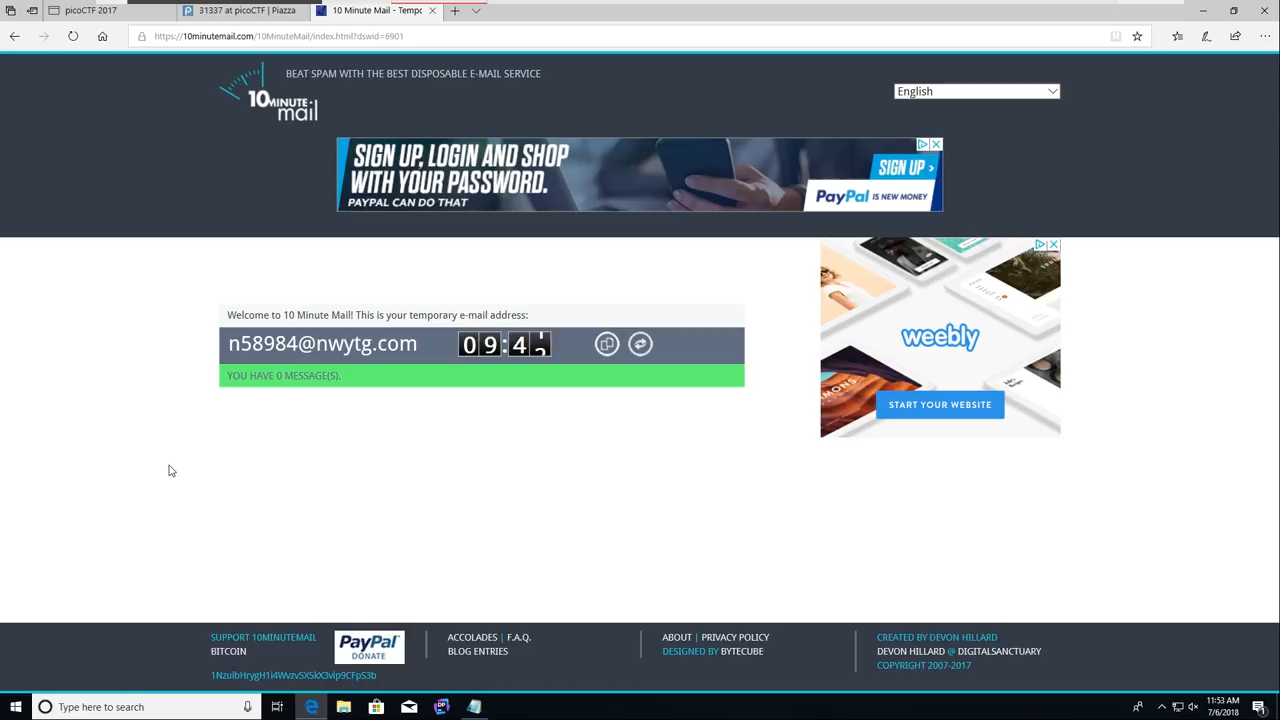 picoCTF 2017
31337 at picoCTF | Piazza
10 Minute Mail - Tempo
https://10minutemail.com/10MinuteMail/index.html?dswid=6901
10MINUTE
mail
BEAT SPAM WITH THE BEST DISPOSABLE E-MAIL SERVICE
English
SIGN UP, LOGIN AND SHOP
WITH YOUR PASSWORD.
PAYPAL CAN DO THAT
SIGN UP >
PayPal IS NEW MONEY
Welcome to 10 Minute Mail! This is your temporary e-mail address:
n58984@nwytg.com
09:4
YOU HAVE 0 MESSAGE(S).
weebly
START YOUR WEBSITE
SUPPORT 10MINUTEMAIL
BITCOIN
PayPal
DONATE
ACCOLADES | F.A.Q.
BLOG ENTRIES
ABOUT | PRIVACY POLICY
DESIGNED BY BYTECUBE
CREATED BY DEVON HILLARD
DEVON HILLARD @ DIGITALSANCTUARY
COPYRIGHT 2007-2017
Type here to search
11:53 AM
7/6/2018